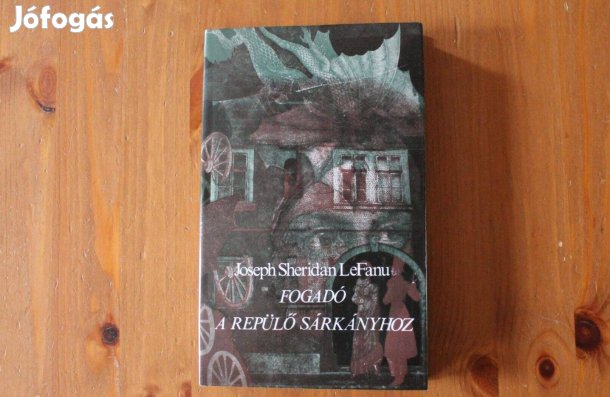 Jófogás
Joseph Sheridan LeFanu
FOGADÓ
A REPÜLŐ SÁRKÁNYHOZ